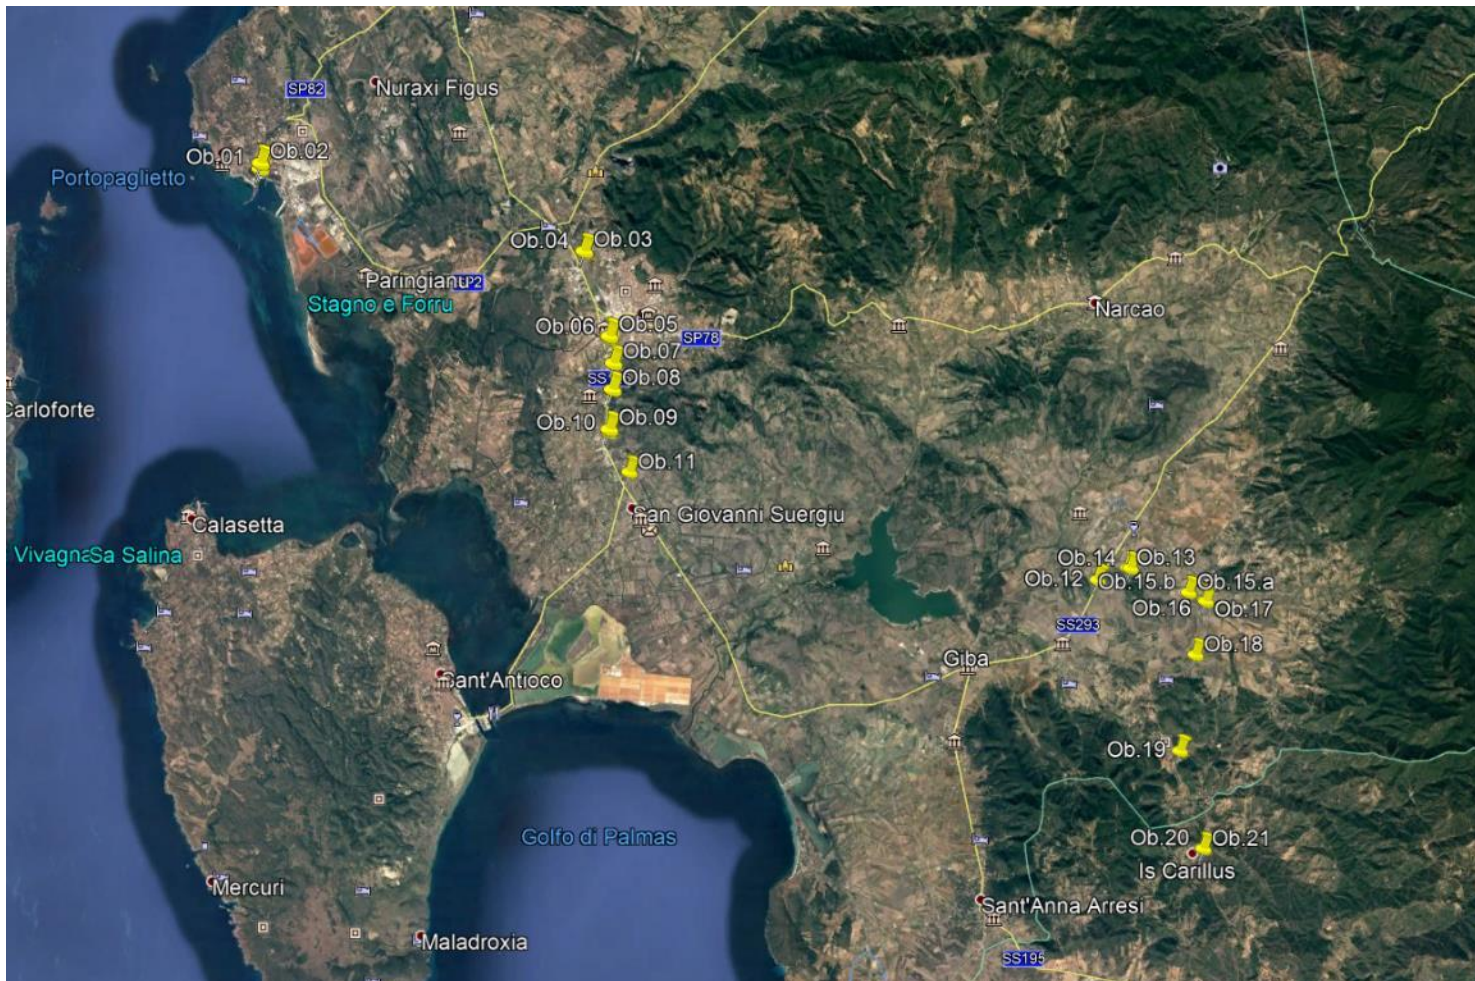 Nuraxi Figus
SP82
Ob.01
Ob.02
Portopaglietto
Ob.04
Ob.03
Paringianu
Stagno e Forru
Narcao
Ob.06
Ob.05
SP78
Ob.07
Ob.08
Carloforte
Ob.10
Ob.09
Ob.11
San Giovanni Suergiu
Calasetta
Sa Salina
Ob.14
Ob.13
Ob.12
Ob.15.b
Ob.15.a
Ob.16
Ob.17
SS293
Ob.18
Giba
Sant'Antioco
Ob.19
Golfo di Palmas
Ob.20
Ob.21
Is Carillus
Mercuri
Sant'Anna Arresi
Maladroxia
SS195